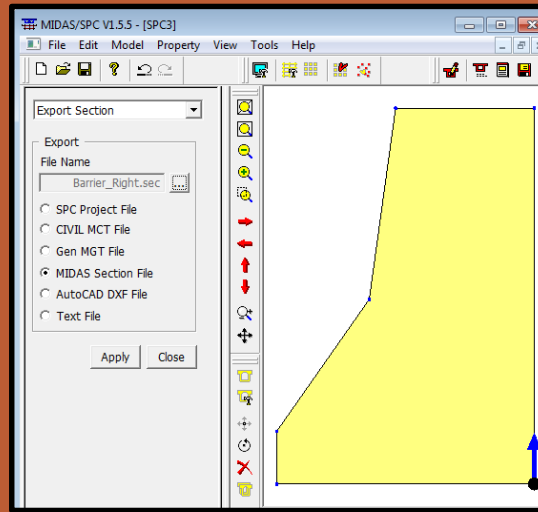 MIDAS/SPC V1.5.5 - [SPC3]
File Edit Model Property View Tools Help
Export Section
Export
File Name
Barrier_Right.sec ...
SPC Project File
CIVIL MCT File
Gen MGT File
MIDAS Section File
AutoCAD DXF File
Text File
Apply Close